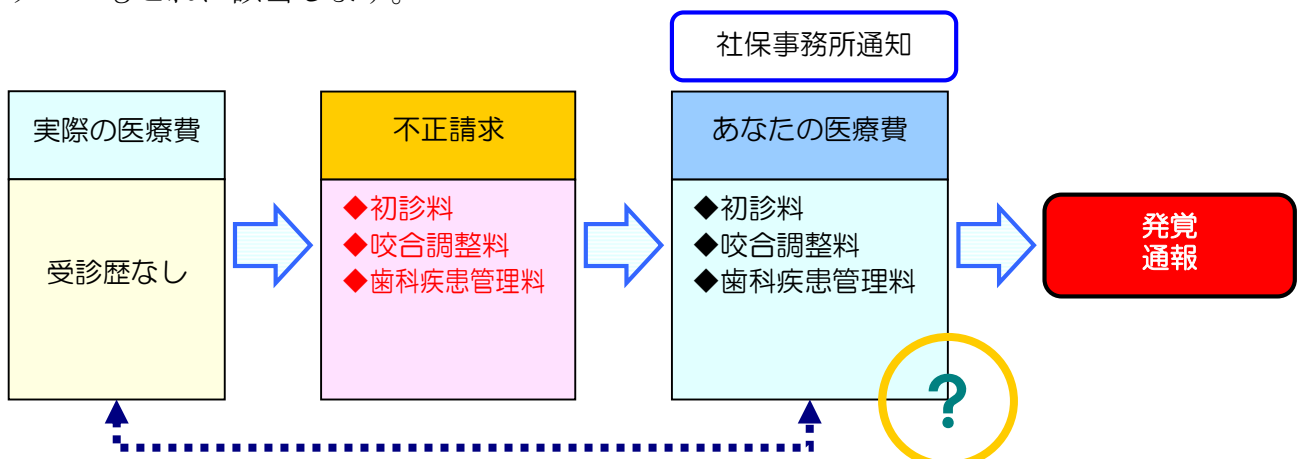 社保事務所通知
実際の医療費
受診歴なし
不正請求
◆初診料
◆咬合調整料
◆歯科疾患管理料
あなたの医療費
◆初診料
◆咬合調整料
◆歯科疾患管理料
?
発覚
通報